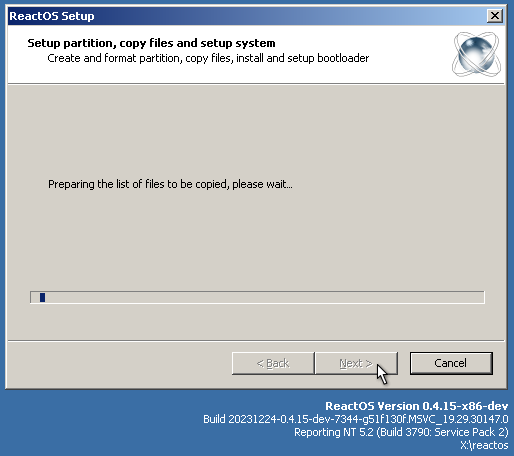 ReactOS Setup
Setup partition, copy files and setup system
Create and format partition, copy files, install and setup bootloader
Preparing the list of files to be copied, please wait...
< Back
Next >
Cancel
ReactOS Version 0.4.15-x86-dev
Build 20231224-0.4.15-dev-7344-g51f130f.MSVC_19.29.30147.0
Reporting NT 5.2 (Build 3790: Service Pack 2)
X:\reactos